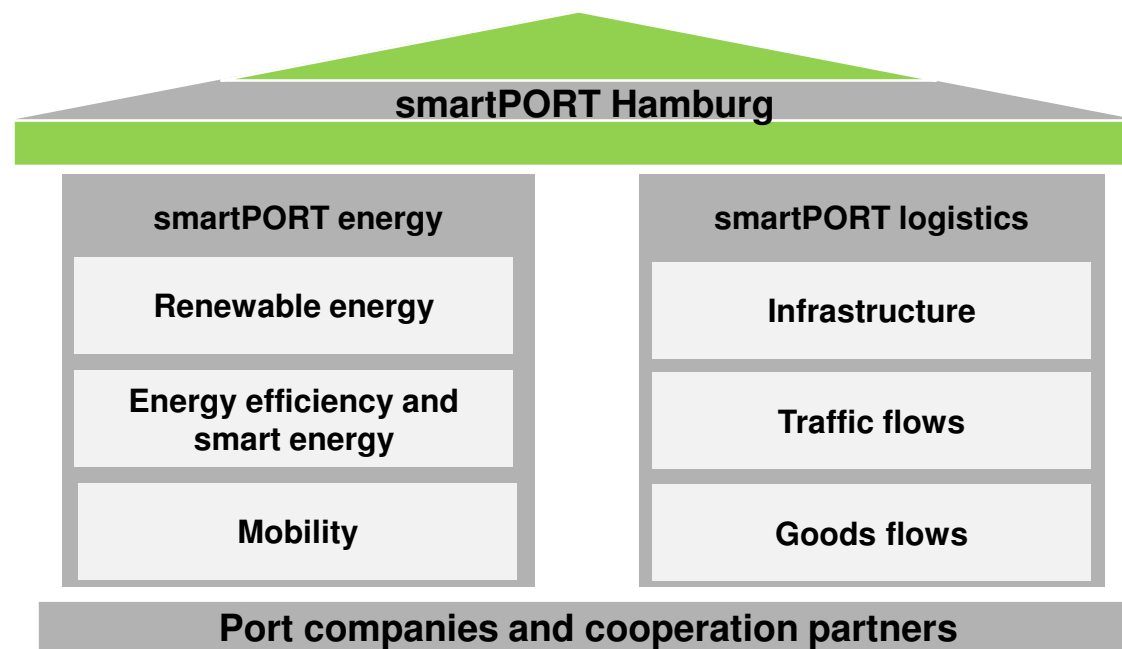 smartPORT Hamburg
smartPORT energy
Renewable energy
Energy efficiency and
smart energy
Mobility
smartPORT logistics
Infrastructure
Traffic flows
Goods flows
Port companies and cooperation partners